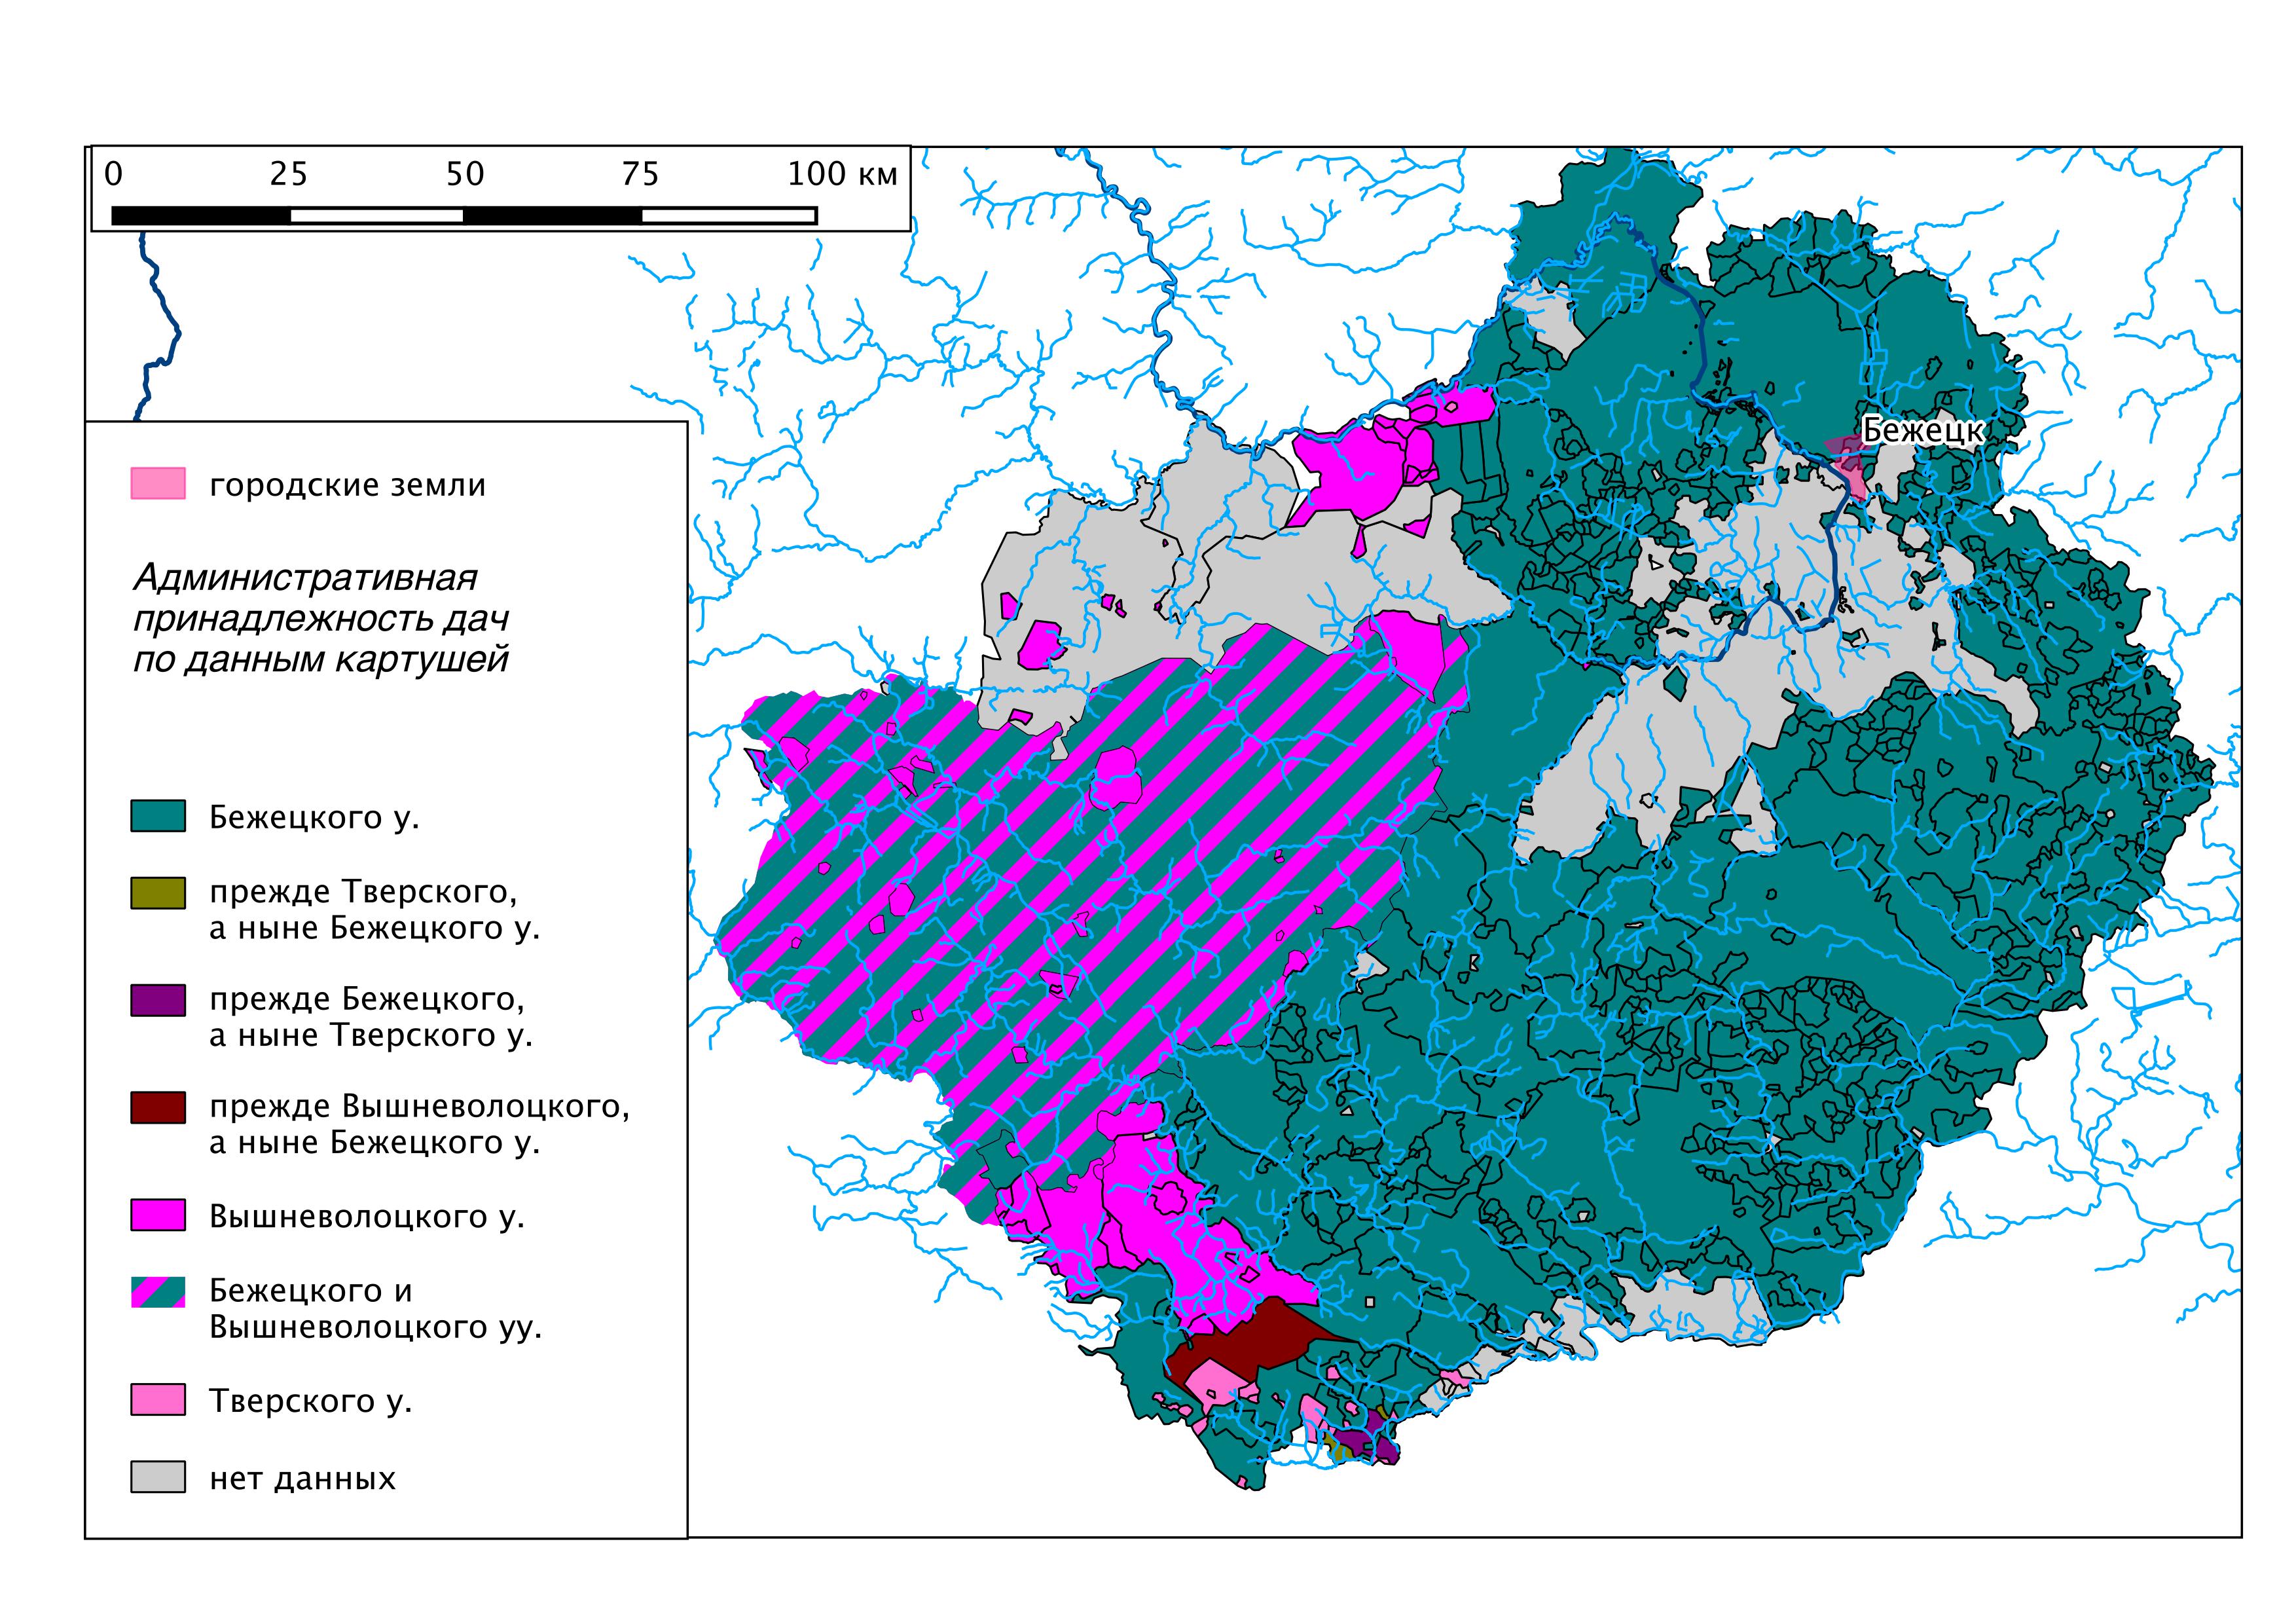 0 25 50 75 100 км
Бежецк
городские земли
Административная
принадлежность дач
по данным картушей
Бежецкого у.
прежде Тверского,
а ныне Бежецкого у.
прежде Бежецкого,
а ныне Тверского у.
прежде Вышневолоцкого,
а ныне Бежецкого у.
Вышневолоцкого у.
Бежецкого и
Вышневолоцкого уу.
Тверского у.
нет данных